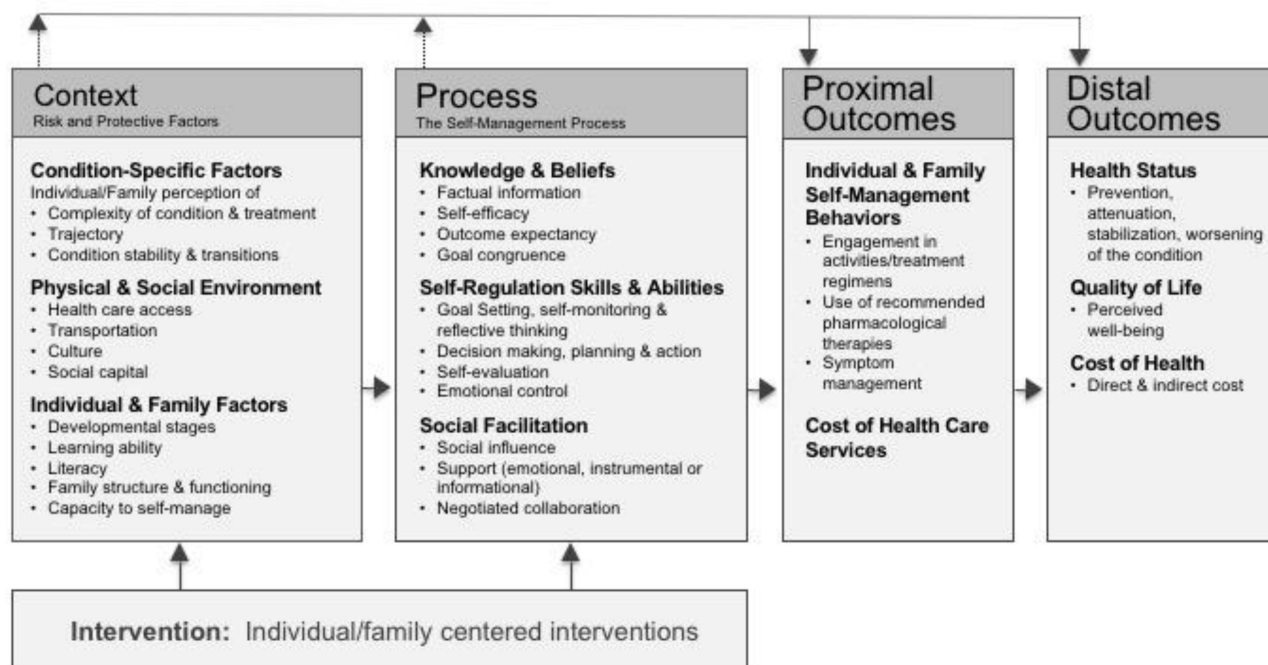 Context
Risk and Protective Factors
Condition-Specific Factors
Individual/Family perception of
• Complexity of condition & treatment
• Trajectory
• Condition stability & transitions
Physical & Social Environment
• Health care access
• Transportation
• Culture
• Social capital
Individual & Family Factors
• Developmental stages
• Learning ability
• Literacy
• Family structure & functioning
• Capacity to self-manage
Process
The Self-Management Process
Knowledge & Beliefs
• Factual information
• Self-efficacy
• Outcome expectancy
• Goal congruence
Self-Regulation Skills & Abilities
• Goal Setting, self-monitoring &
reflective thinking
• Decision making, planning & action
• Self-evaluation
• Emotional control
Social Facilitation
• Social influence
• Support (emotional, instrumental or
informational)
• Negotiated collaboration
Proximal
Outcomes
Individual & Family
Self-Management
Behaviors
• Engagement in
activities/treatment
regimens
• Use of recommended
pharmacological
therapies
• Symptom
management
Cost of Health Care
Services
Distal
Outcomes
Health Status
• Prevention,
attenuation,
stabilization, worsening
of the condition
Quality of Life
• Perceived
well-being
Cost of Health
• Direct & indirect cost
Intervention: Individual/family centered interventions